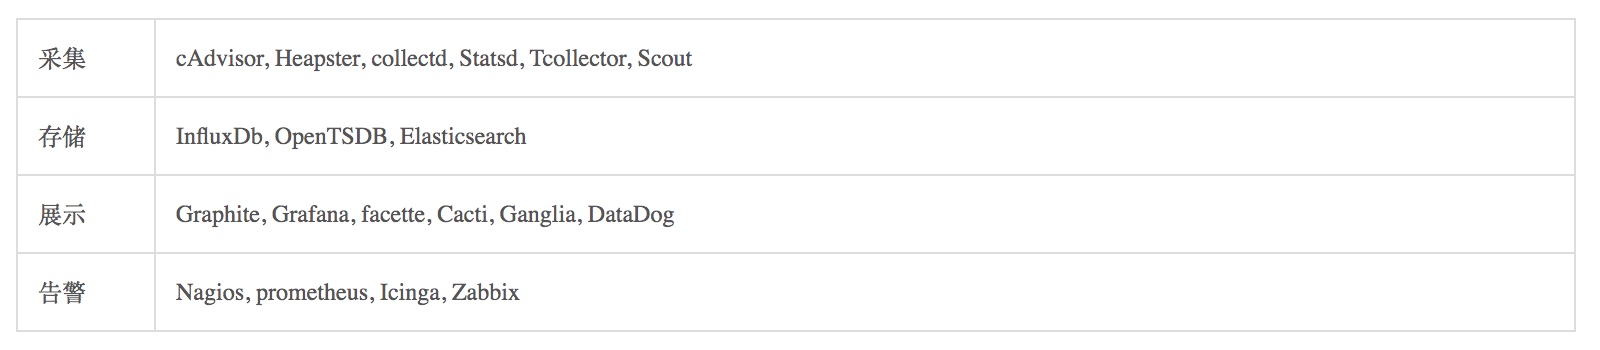 采集 cAdvisor, Heapster, collectd, Statsd, Tcollector, Scout
存储 InfluxDb, OpenTSDB, Elasticsearch
展示 Graphite, Grafana, facette, Cacti, Ganglia, DataDog
告警 Nagios, prometheus, Icinga, Zabbix